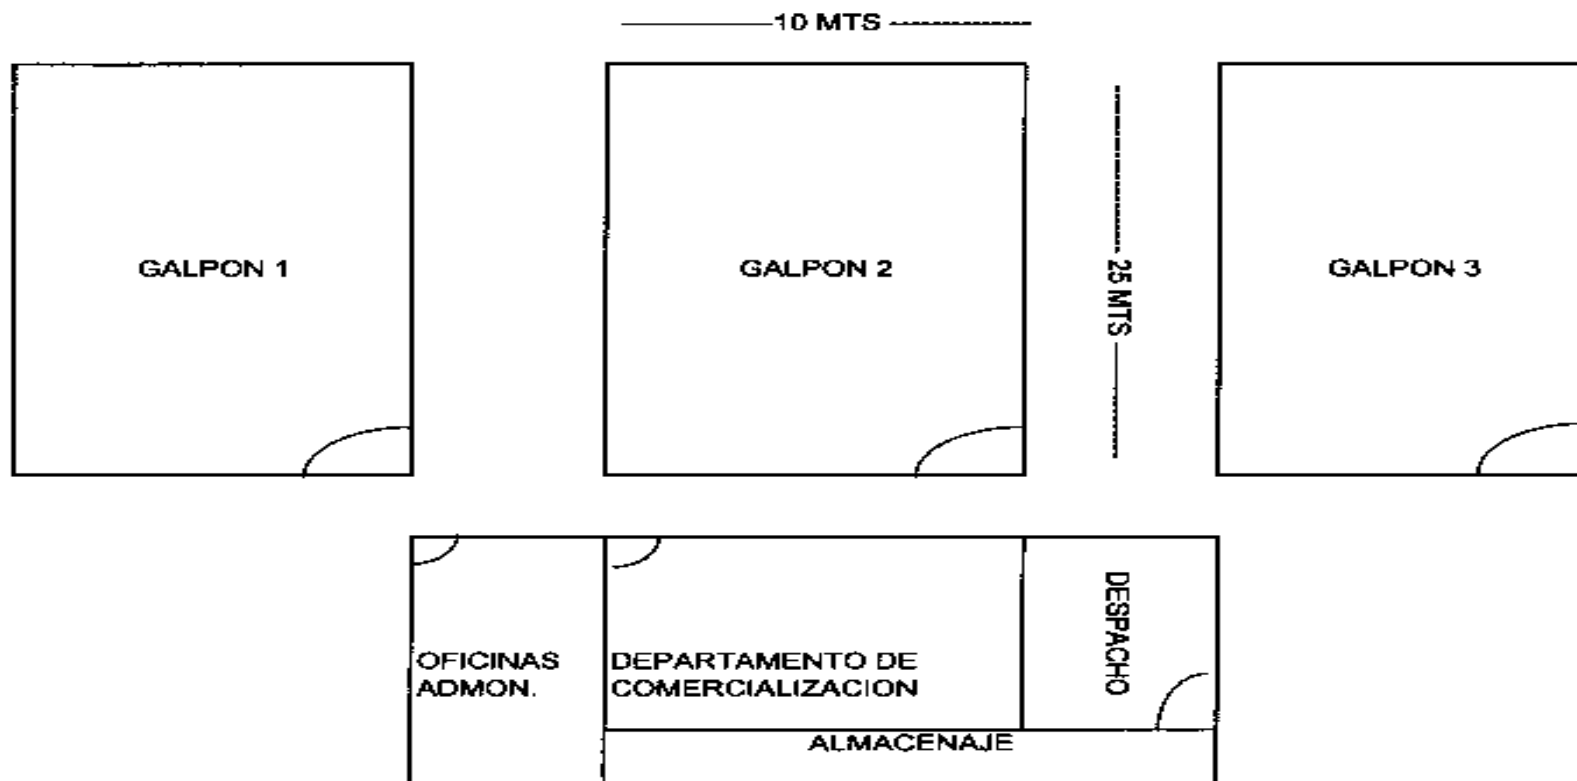 10 MTS
GALPON 1
GALPON 2
25 MTS
GALPON 3
OFICINAS
ADMON.
DEPARTAMENTO DE
COMERCIALIZACION
DESPACHO
ALMACENAJE